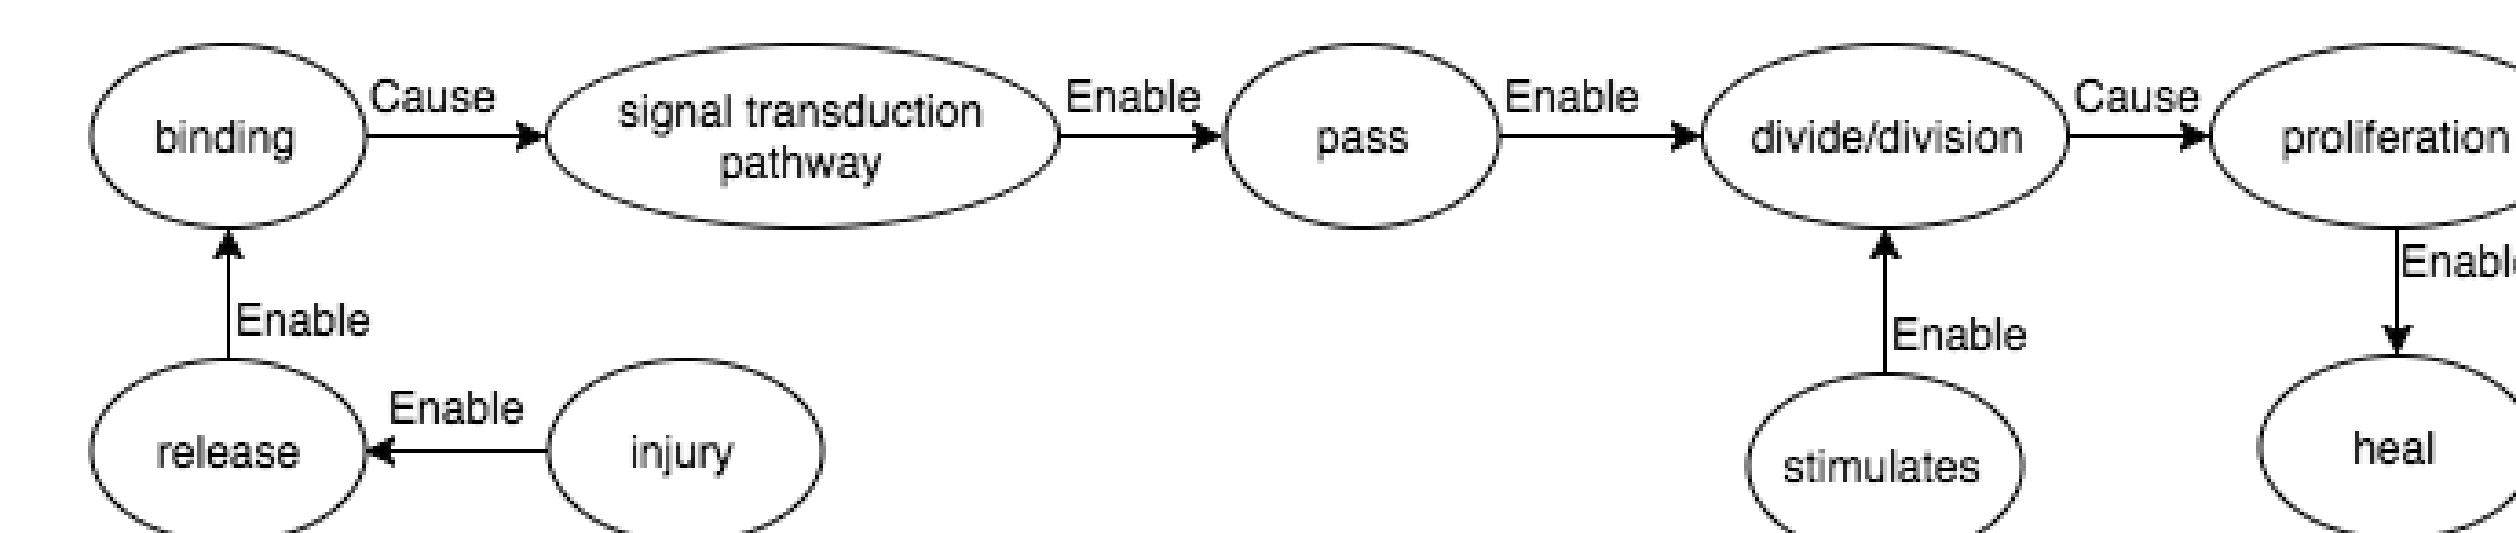 Cause
Enable
Enable
Cause
binding
signal transduction
pathway
pass
divide/division
proliferation
Enable
Enable
Enable
Enable
release
injury
stimulates
heal